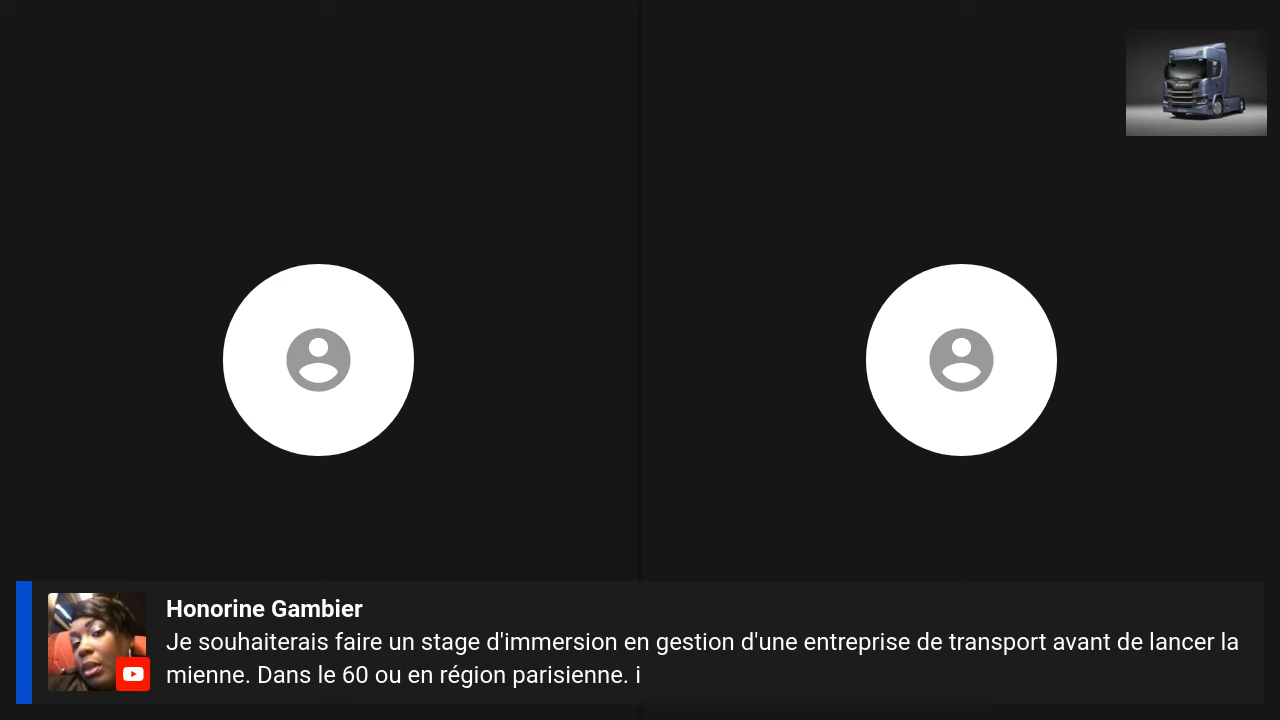 Honorine Gambier
Je souhaiterais faire un stage d'immersion en gestion d'une entreprise de transport avant de lancer la
mienne. Dans le 60 ou en région parisienne. i